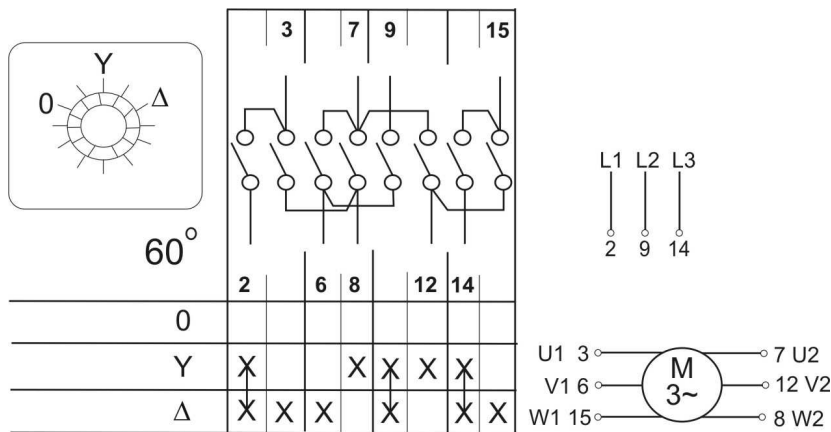 3 7 9 15
Y
0 Δ
60°
2 6 8 12 14
0
Y X X X X X
Δ X X X X X X
L1 L2 L3
2 9 14
U1 3 7 U2
V1 6 12 V2
W1 15 8 W2
M
3~